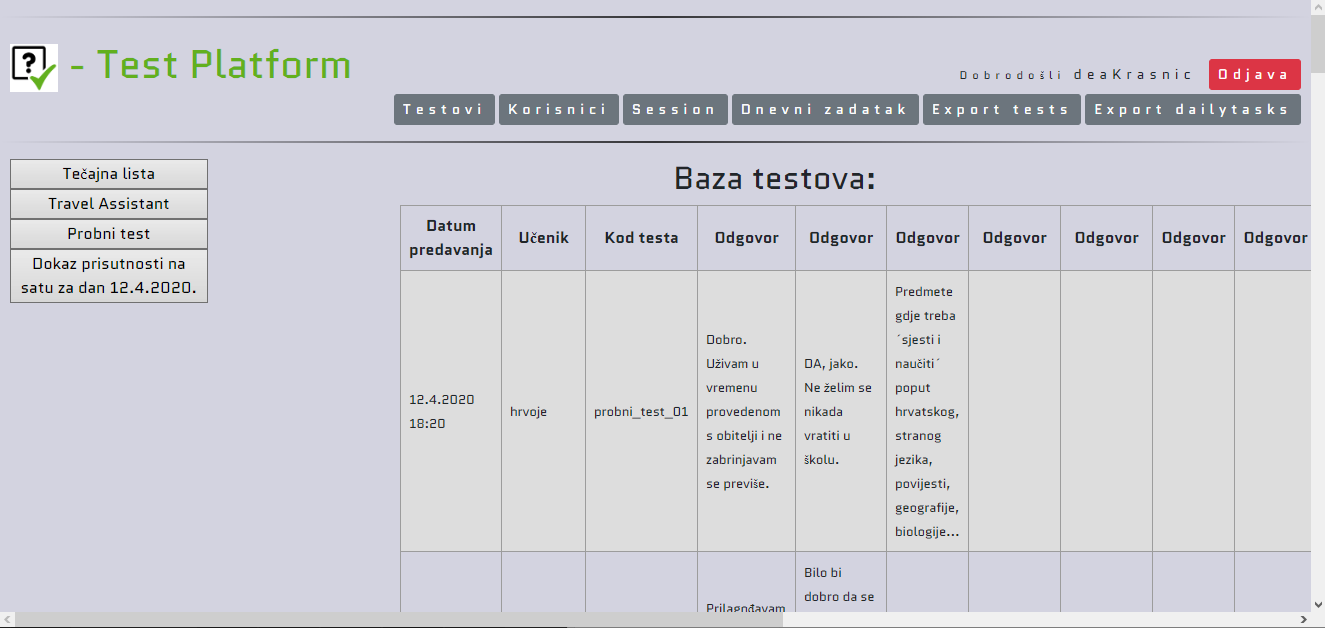 ?
- Test Platform
Dobrodošli deaKrasnic
Odjava
Testovi
Korisnici
Session
Dnevni zadatak
Export tests
Export dailytasks
Tečajna lista
Travel Assistant
Probni test
Dokaz prisutnosti na
satu za dan 12.4.2020.
Baza testova:
Datum
predavanja
Učenik
Kod testa
Odgovor
Odgovor
Odgovor
Odgovor
Odgovor
Odgovor
Odgovor
12.4.2020
18:20
hrvoje
probni_test_01
Dobro.
Uživam u
vremenu
provedenom
s obitelji i ne
zabrinjavam
se previše.
DA, jako.
Ne želim se
nikada
vratiti u
školu.
Predmete
gdje treba
´sjesti i
naučiti´
poput
hrvatskog,
stranog
jezika,
povijesti,
geografije,
biologije...
Prilagođavam
Bilo bi
dobro da se